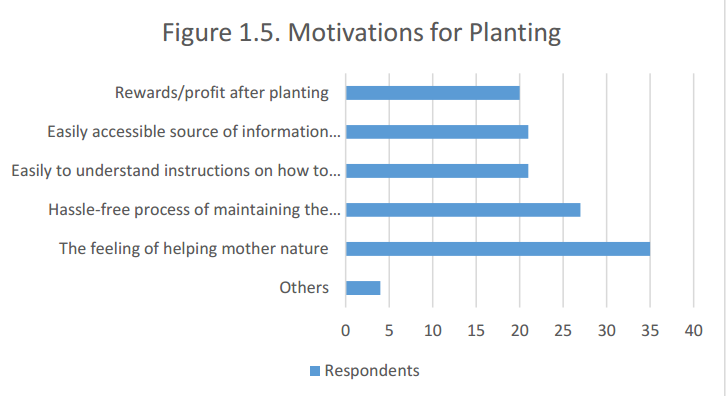 Figure 1.5. Motivations for Planting
Rewards/profit after planting
Easily accessible source of information...
Easily to understand instructions on how to...
Hassle-free process of maintaining the...
The feeling of helping mother nature
Others
0 5 10 15 20 25 30 35 40
Respondents